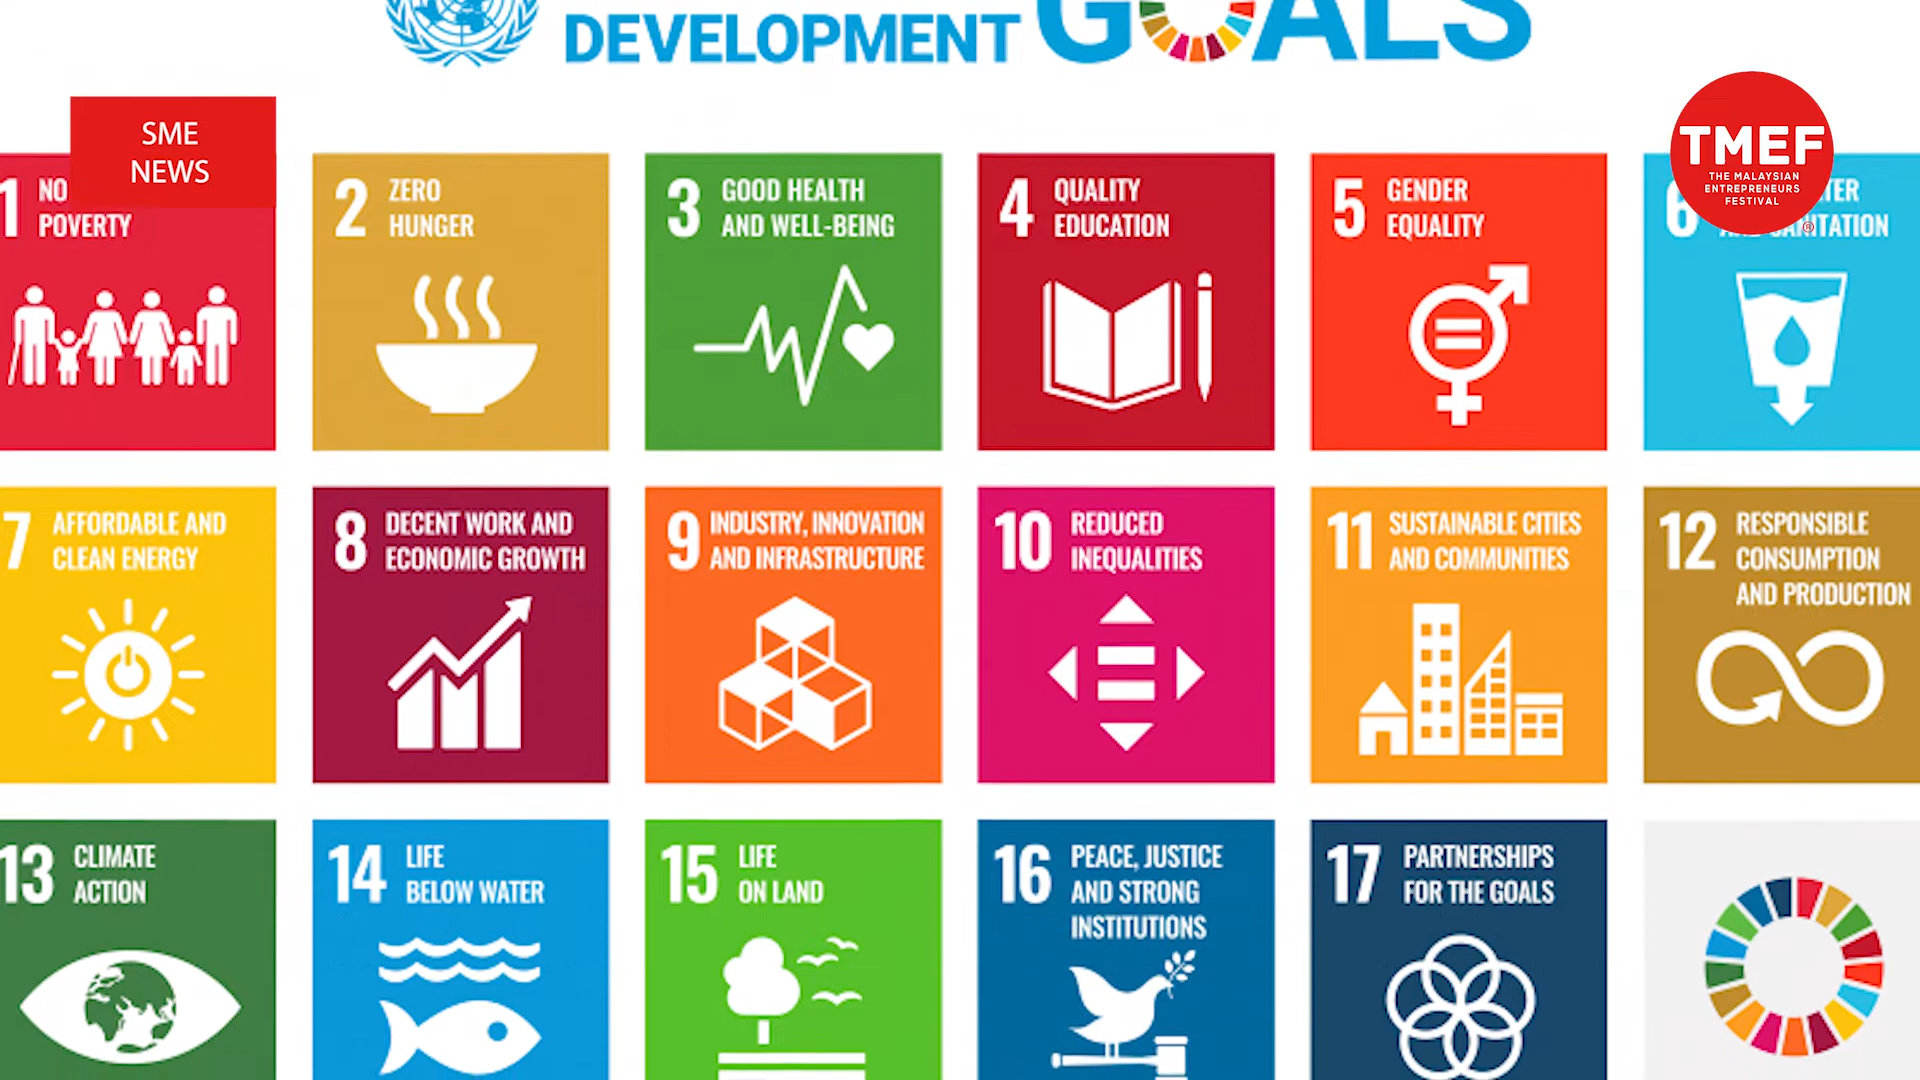 DEVELOPMENT GOALS
SME
NEWS
TMEF
THE MALAYSIAN
ENTREPRENEURS
FESTIVAL
®
1 NO
POVERTY
2 ZERO
HUNGER
3 GOOD HEALTH
AND WELL-BEING
4 QUALITY
EDUCATION
5 GENDER
EQUALITY
6
7 AFFORDABLE AND
CLEAN ENERGY
8 DECENT WORK AND
ECONOMIC GROWTH
9 INDUSTRY, INNOVATION
AND INFRASTRUCTURE
10 REDUCED
INEQUALITIES
11 SUSTAINABLE CITIES
AND COMMUNITIES
12 RESPONSIBLE
CONSUMPTION
AND PRODUCTION
13 CLIMATE
ACTION
14 LIFE
BELOW WATER
15 LIFE
ON LAND
16 PEACE, JUSTICE
AND STRONG
INSTITUTIONS
17 PARTNERSHIPS
FOR THE GOALS